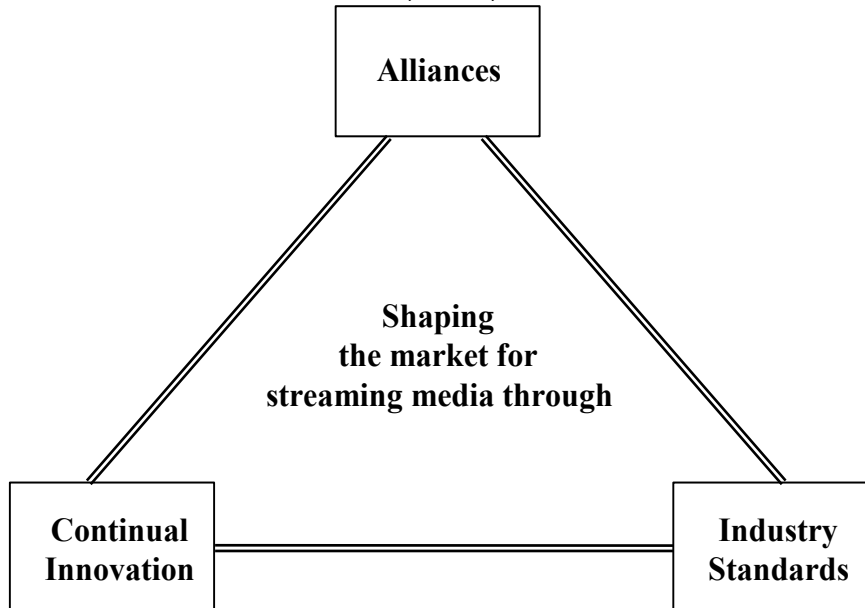 Alliances
Shaping
the market for
streaming media through
Continual
Innovation
Industry
Standards